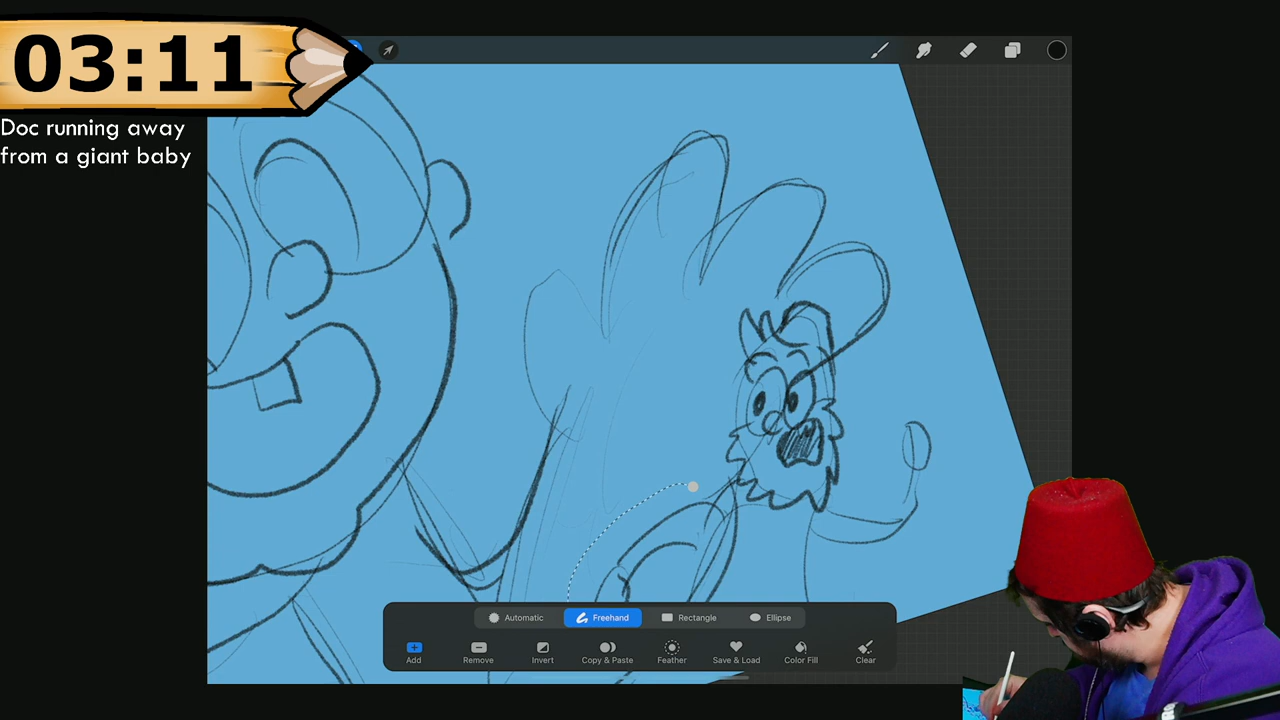 03:11
Doc running away
from a giant baby
Automatic Freehand Rectangle Ellipse
Add Remove Invert Copy & Paste Feather Save & Load Color Fill Clear